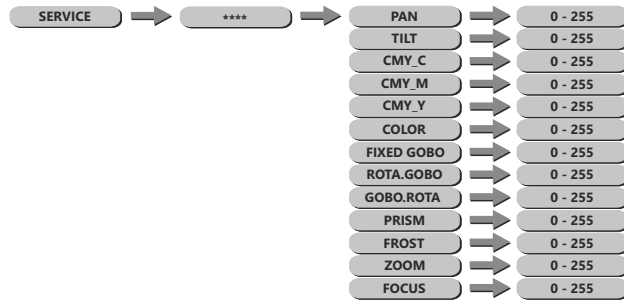 SERVICE **** PAN 0 - 255
TILT 0 - 255
CMY_C 0 - 255
CMY_M 0 - 255
CMY_Y 0 - 255
COLOR 0 - 255
FIXED GOBO 0 - 255
ROTA.GOBO 0 - 255
GOBO.ROTA 0 - 255
PRISM 0 - 255
FROST 0 - 255
ZOOM 0 - 255
FOCUS 0 - 255